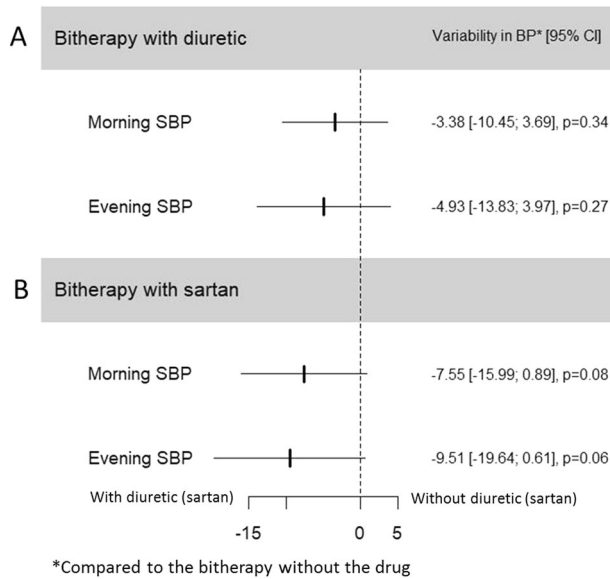 A Bitherapy with diuretic Variability in BP* [95% CI]
Morning SBP -3.38 [-10.45; 3.69], p=0.34
Evening SBP -4.93 [-13.83; 3.97], p=0.27
B Bitherapy with sartan
Morning SBP -7.55 [-15.99; 0.89], p=0.08
Evening SBP -9.51 [-19.64; 0.61], p=0.06
With diuretic (sartan) Without diuretic (sartan)
-15 0 5
*Compared to the bitherapy without the drug